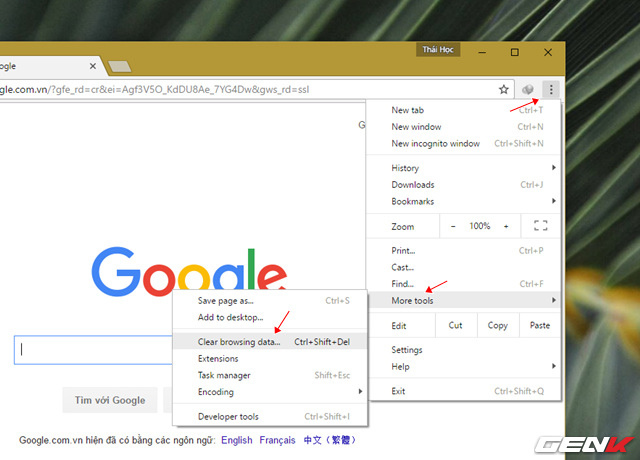 Thái Học
ogle
gle.com.vn/?gfe_rd=cr&ei=Agf3V5O_KdDU8Ae_7YG4Dw&gws_rd=ssl
New tab Ctrl+T
New window Ctrl+N
New incognito window Ctrl+Shift+N
G
History
Downloads Ctrl+J
Bookmarks
Zoom − 100% +
Print... Ctrl+P
Cast...
Find... Ctrl+F
More tools
Edit Cut Copy Paste
Settings
Help
Exit Ctrl+Shift+Q
Google
Save page as... Ctrl+S
Add to desktop...
Clear browsing data... Ctrl+Shift+Del
Extensions
Task manager Shift+Esc
Encoding
Developer tools Ctrl+Shift+I
Tìm với Google
Google.com.vn hiện đã có bằng các ngôn ngữ: English Français 中文（繁體）
GENK